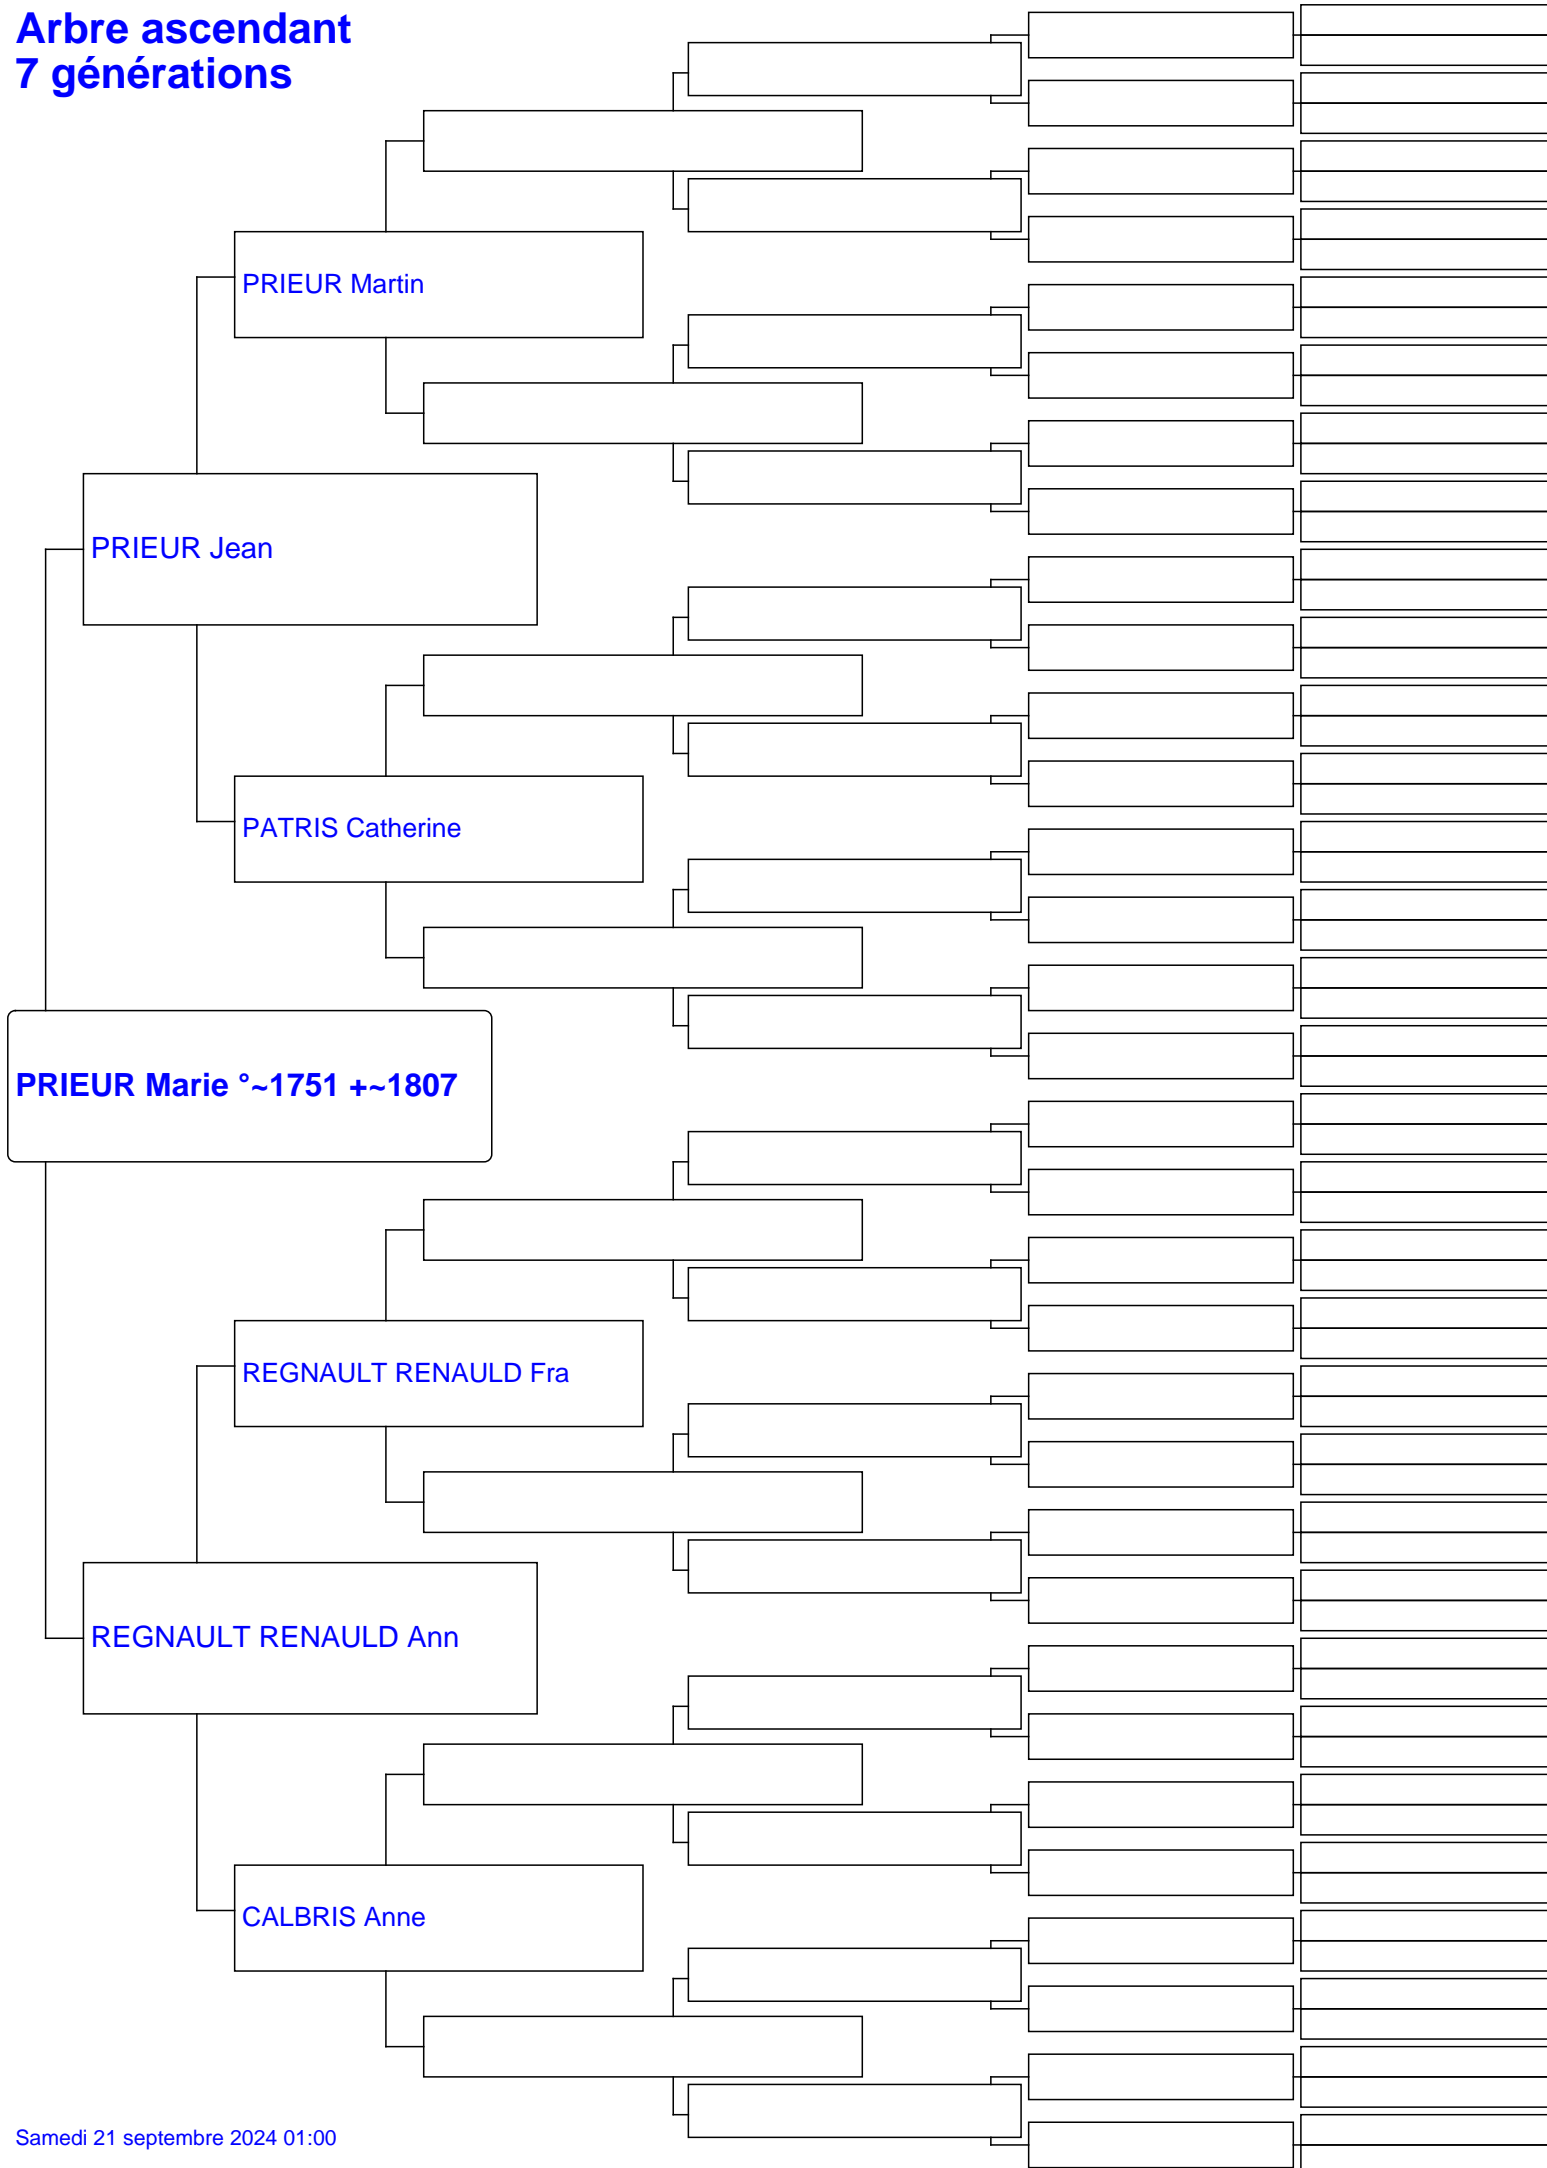 Arbre ascendant
7 générations
PRIEUR Martin
PRIEUR Jean
PATRIS Catherine
PRIEUR Marie °~1751 +~1807
REGNAULT RENAULD Fra
REGNAULT RENAULD Ann
CALBRIS Anne
Samedi 21 septembre 2024 01:00